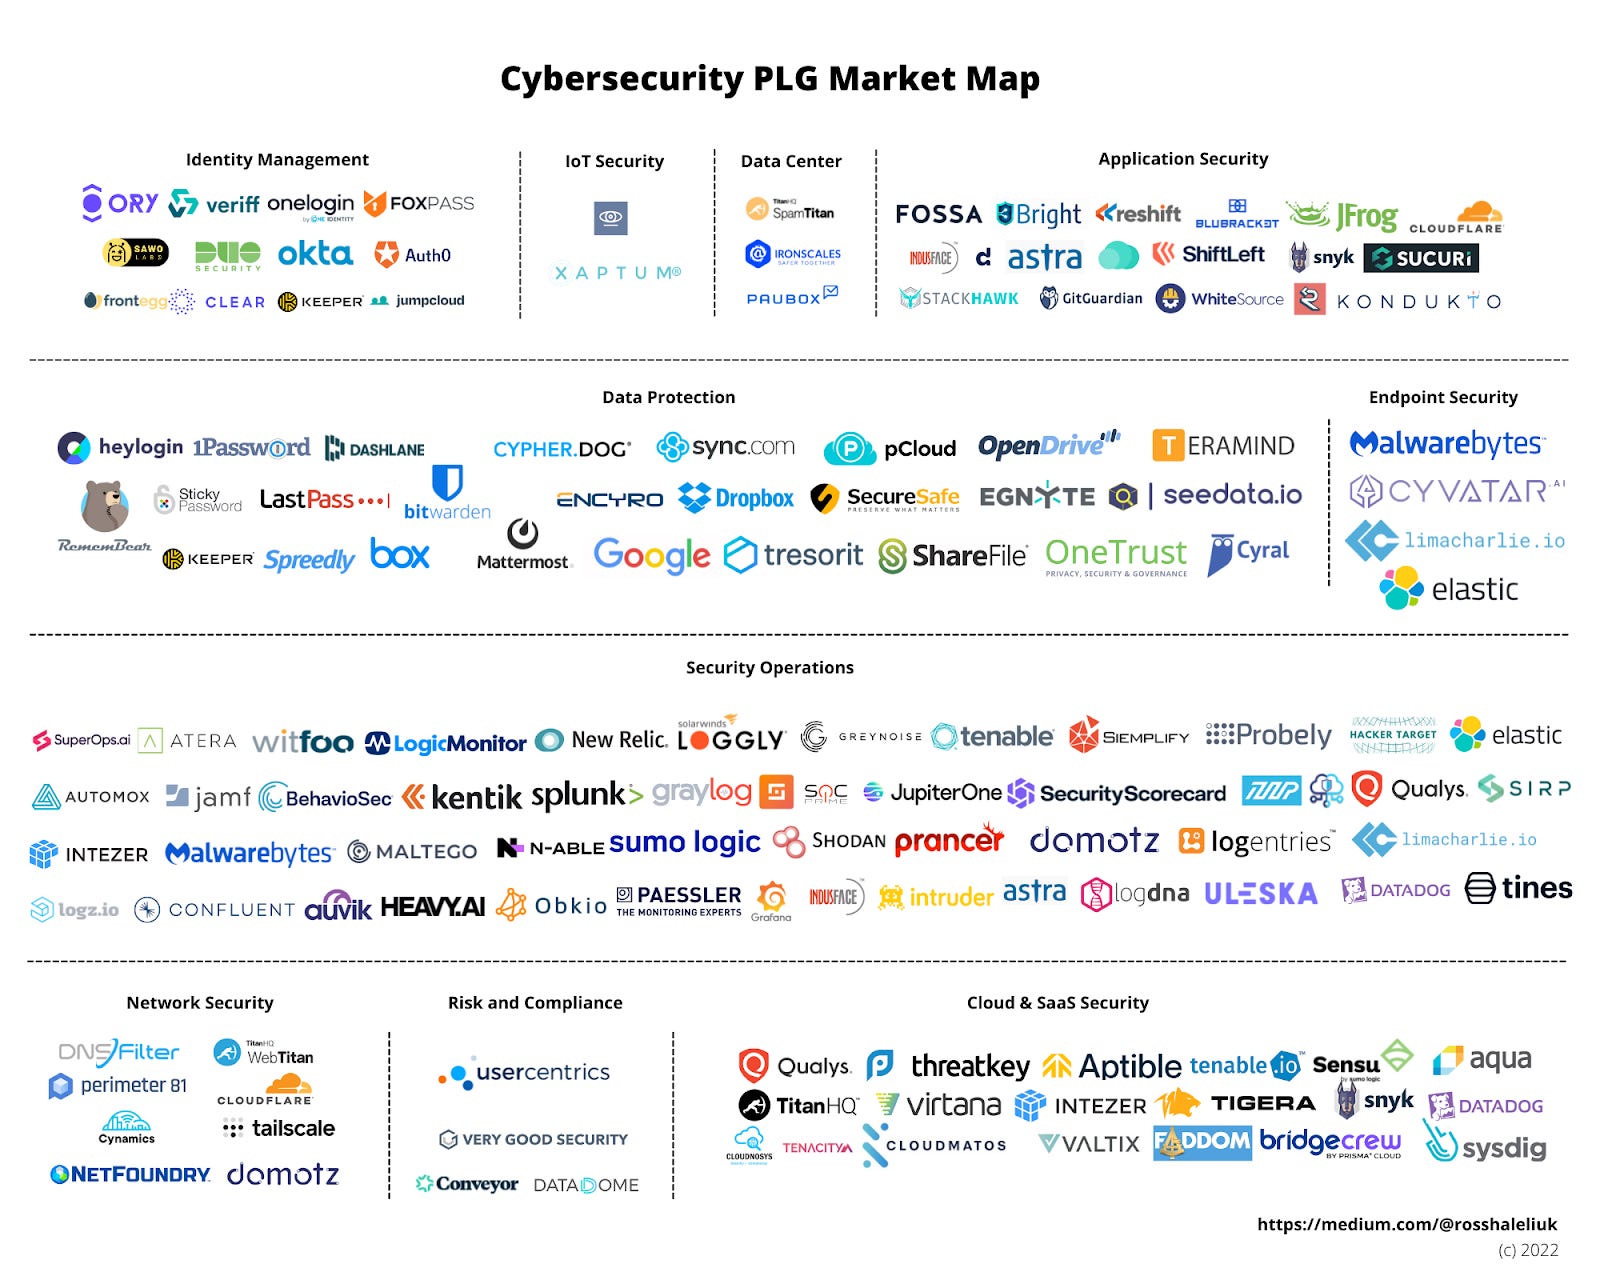 Cybersecurity PLG Market Map
Identity Management
ORY veriff onelogin FOXPASS
by ONE IDENTITY
SAWO LABS DUO SECURITY okta Auth0
frontegg CLEAR KEEPER jumpcloud
IoT Security
XAPTUM®
Data Center
TitanHQ SpamTitan
IRONSCALES
SAFER TOGETHER
PAUBOX
Application Security
FOSSA Bright reshift BLUBRACKET JFrog CLOUDFLARE
INDUSFACE™ d astra ShiftLeft snyk SUCURi
STACKHAWK GitGuardian WhiteSource KONDUKTO
Data Protection
heylogin 1Password DASHLANE CYPHER.DOG® sync.com pCloud OpenDrive TERAMIND
RememBear Sticky Password LastPass bitwarden ENCYRO Dropbox SecureSafe EGNYTE | seedata.io
PRESERVE WHAT MATTERS
KEEPER Spreedly box Mattermost Google tresorit ShareFile OneTrust Cyral
PRIVACY, SECURITY & GOVERNANCE
Endpoint Security
Malwarebytes
CYVATAR.AI
limacharlie.io
elastic
Security Operations
SuperOps.ai ATERA witfoo LogicMonitor New Relic. solarwinds LOGGLY GREYNOISE tenable SIEMPLIFY Probely HACKER TARGET elastic
AUTOMOX jamf BehavioSec kentik splunk> graylog SOC PRIME JupiterOne SecurityScorecard Qualys. SIRP
INTEZER Malwarebytes MALTEGO N-ABLE sumo logic SHODAN prancer domotz logentries™ limacharlie.io
logz.io CONFLUENT auvik HEAVY.AI Obkio PAESSLER Grafana INDUSFACE™ intruder astra logdna ULESKA DATADOG tines
THE MONITORING EXPERTS
Network Security
DNSFilter TitanHQ WebTitan
perimeter 81 CLOUDFLARE
Cynamics tailscale
NETFOUNDRY domotz
Risk and Compliance
usercentrics
VERY GOOD SECURITY
Conveyor DATADOME
Cloud & SaaS Security
Qualys. threatkey Aptible tenable.io™ Sensu aqua
by sumo logic
TitanHQ™ virtana INTEZER TIGERA snyk DATADOG
CLOUDNOSYS TENACITY CLOUDMATOS VALTIX FADDOM bridgecrew sysdig
BY PRISMA® CLOUD
https://medium.com/@rosshaleliuk
(c) 2022